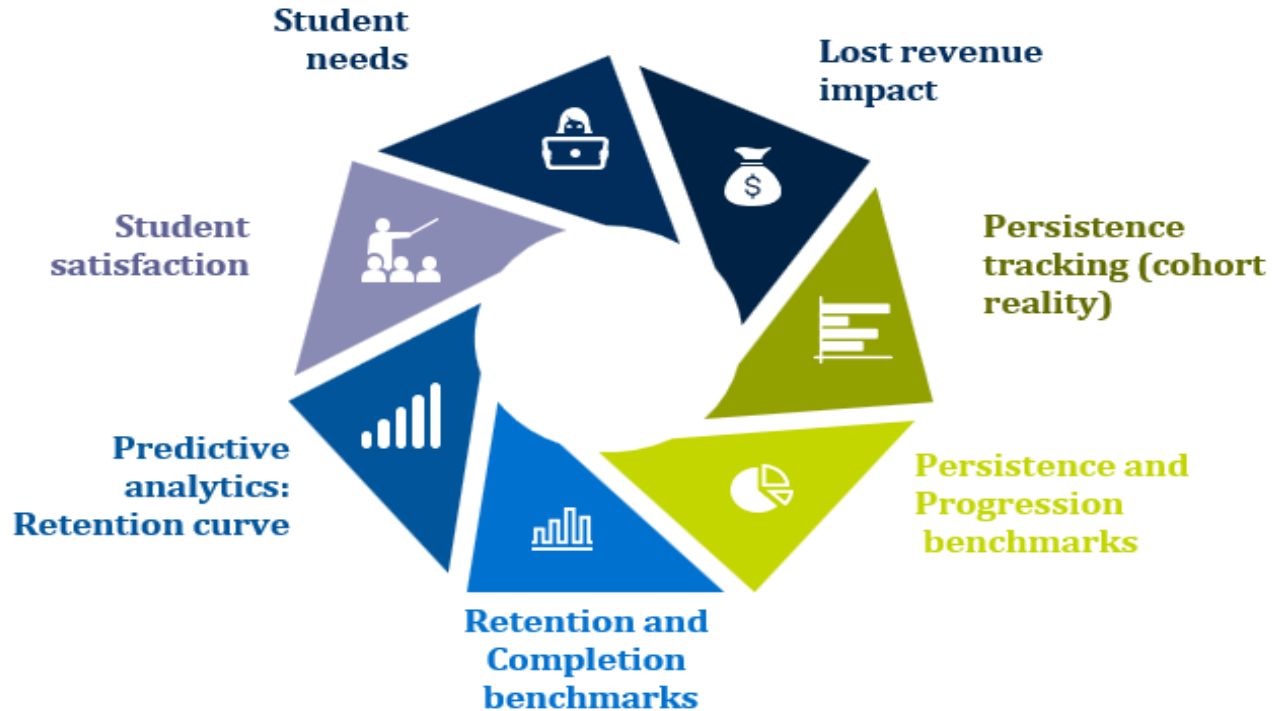 Student
needs
Lost revenue
impact
$
Persistence
tracking (cohort
reality)
Persistence and
Progression
benchmarks
Retention and
Completion
benchmarks
Predictive
analytics:
Retention curve
Student
satisfaction